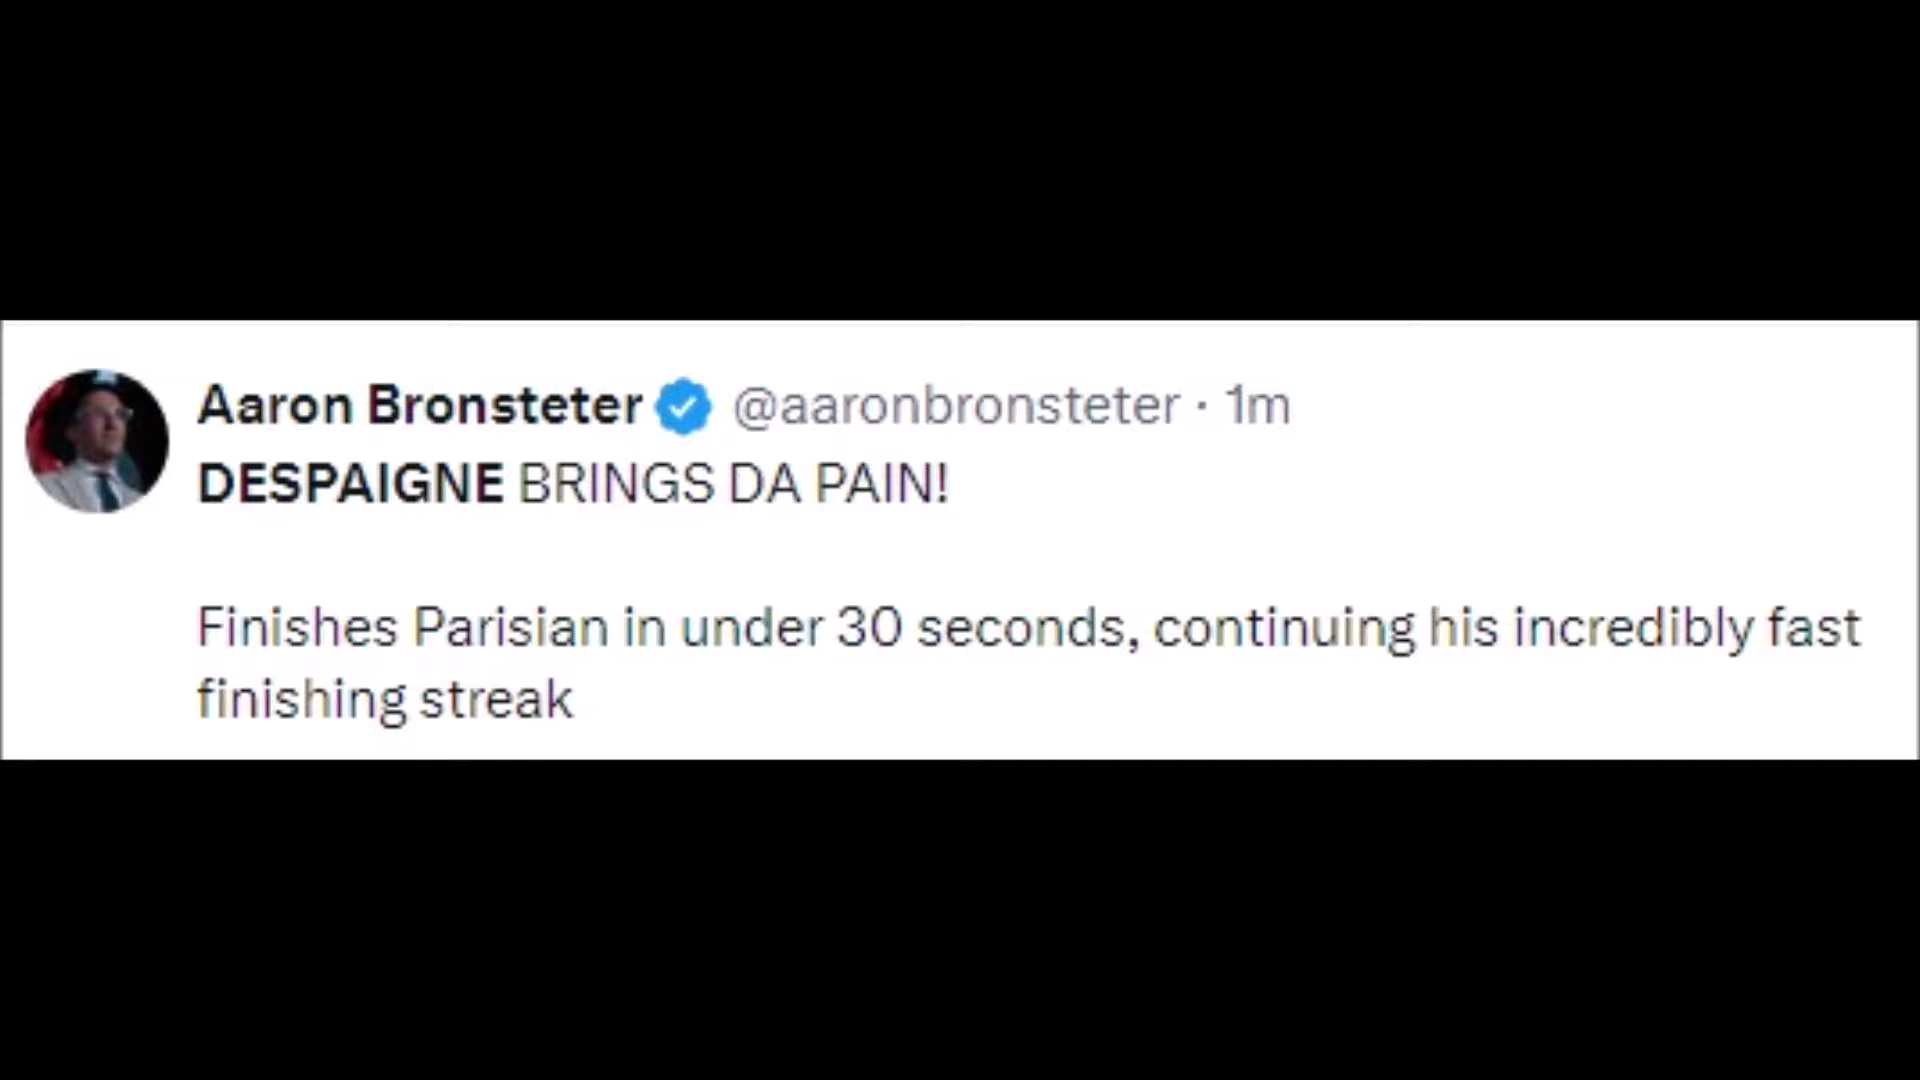 Aaron Bronsteter @aaronbronsteter · 1m
DESPAIGNE BRINGS DA PAIN!
Finishes Parisian in under 30 seconds, continuing his incredibly fast
finishing streak